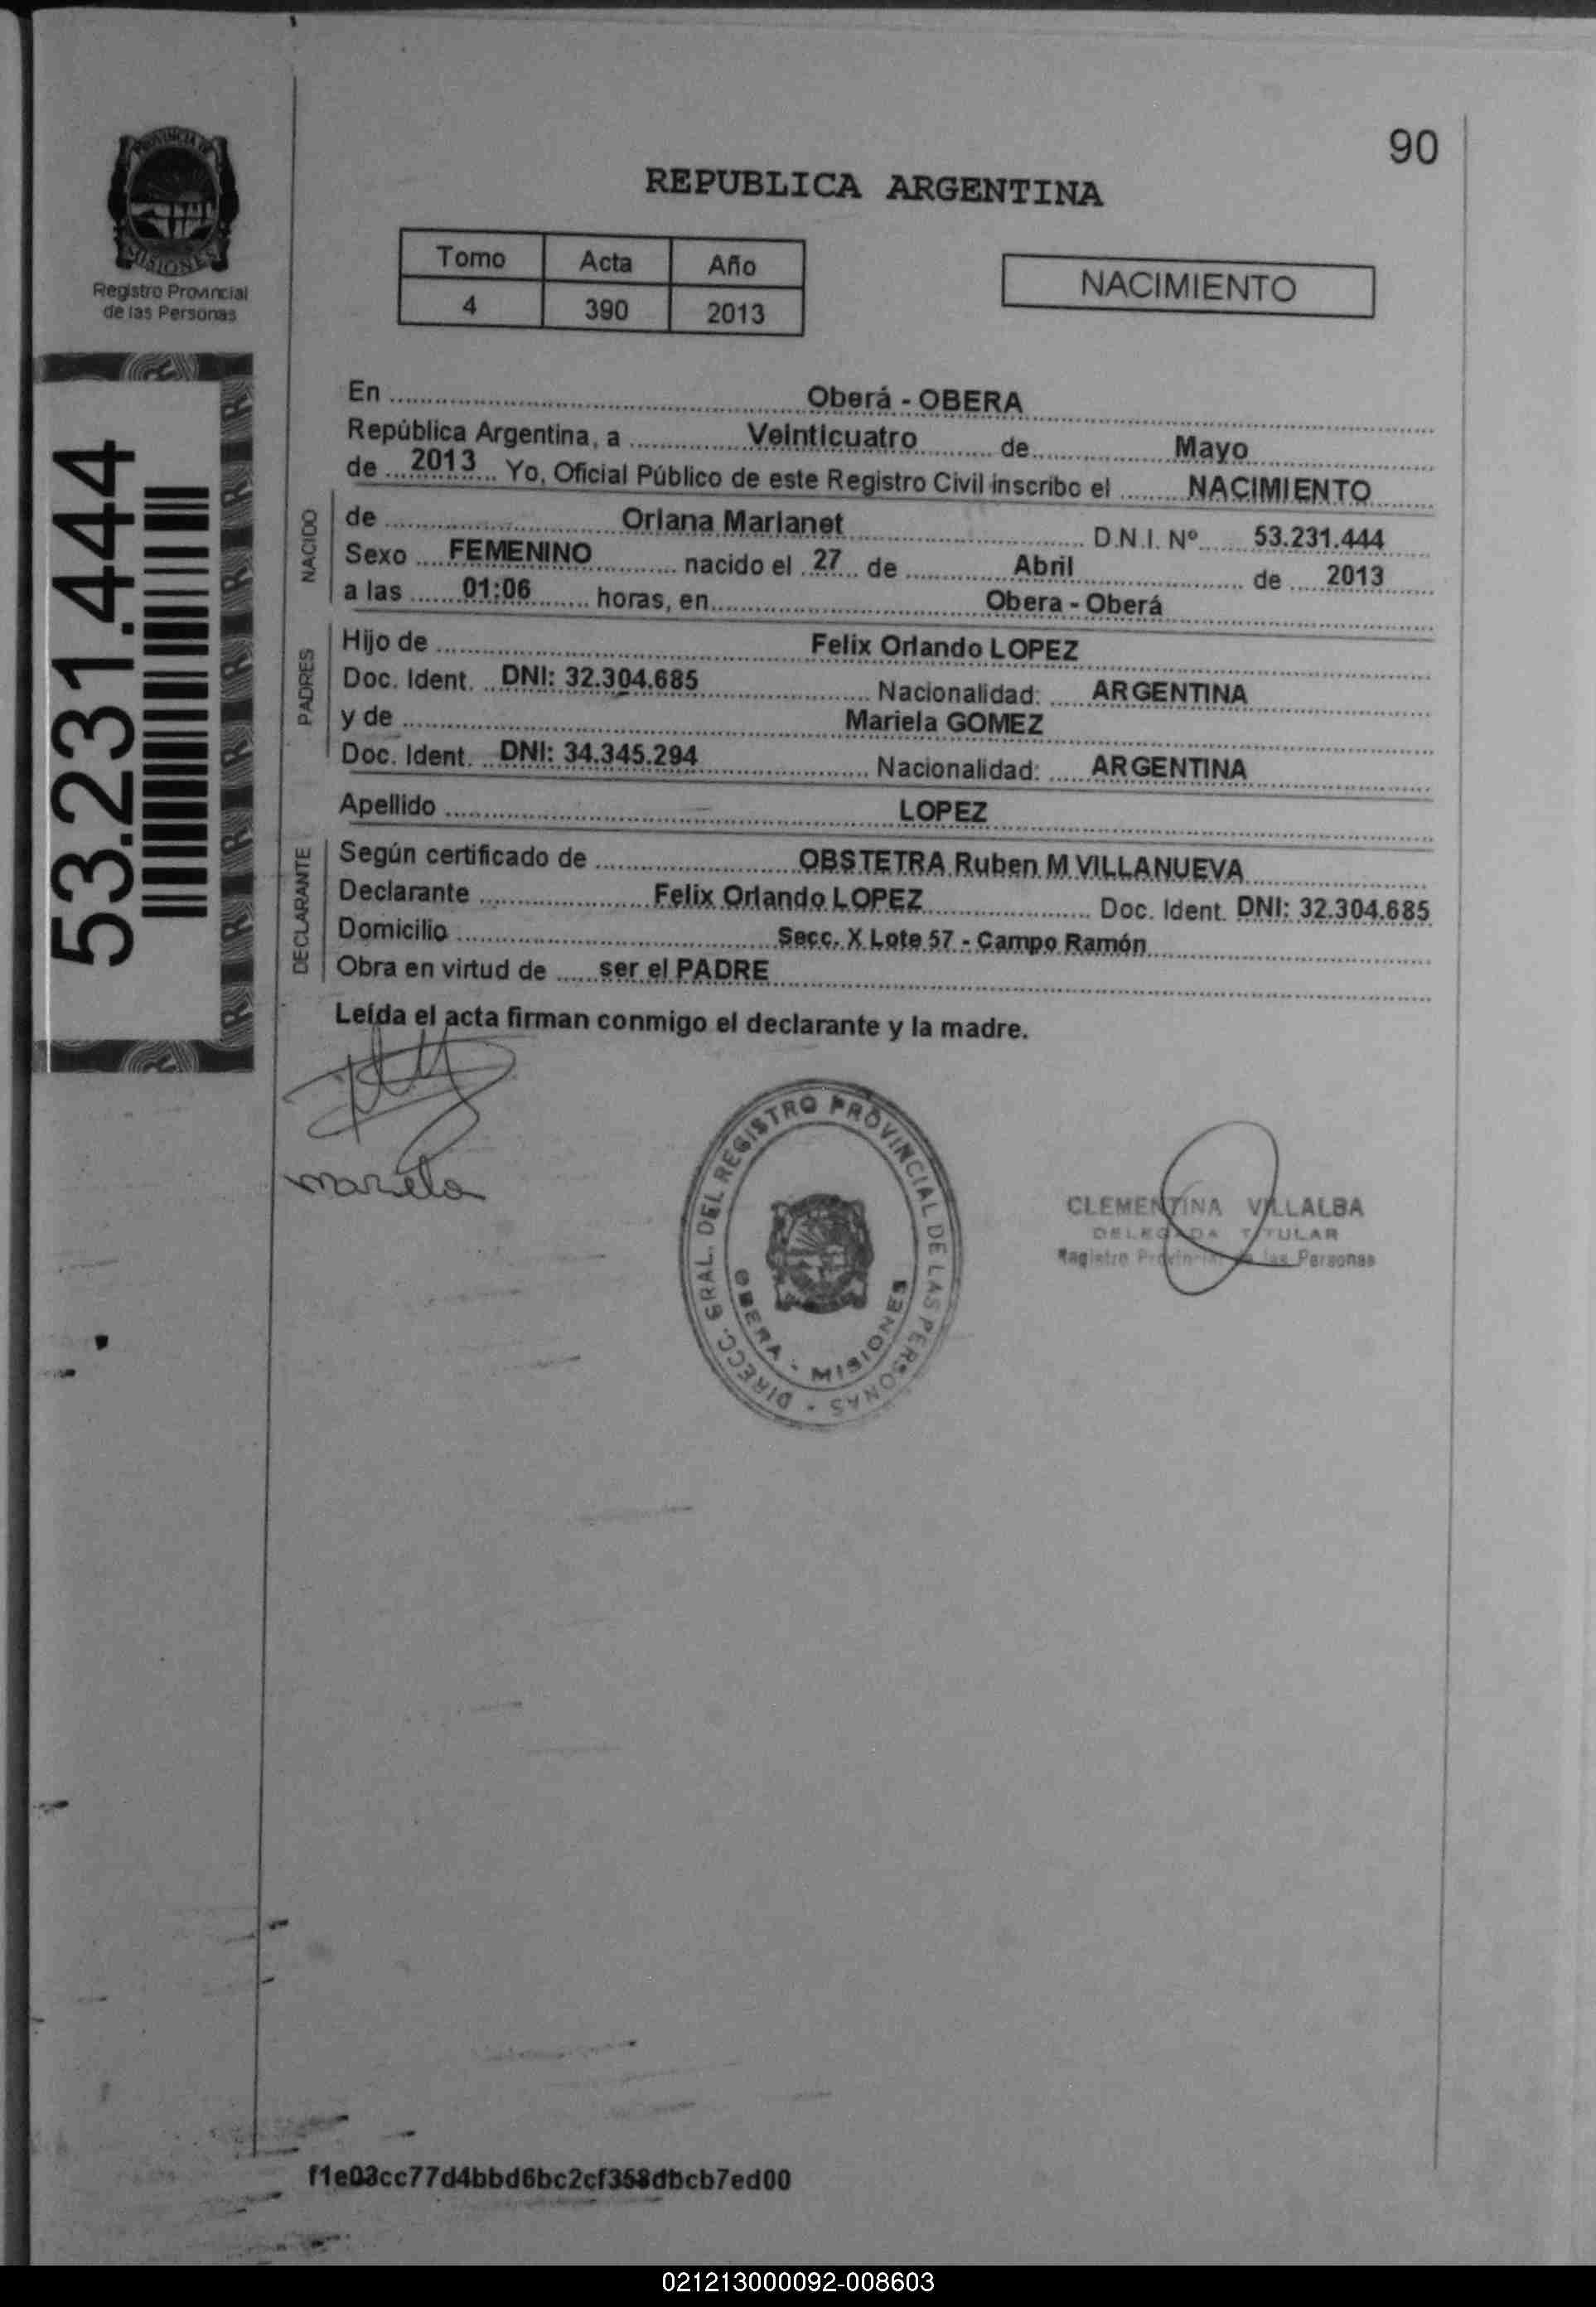 90
PROVINCIA DE
MISIONES
Registro Provincial
de las Personas
REPUBLICA ARGENTINA
Tomo Acta Año
4 390 2013
NACIMIENTO
53.231.444
En Oberá - OBERA
República Argentina, a Veinticuatro de Mayo
de 2013 Yo, Oficial Público de este Registro Civil inscribo el NACIMIENTO
NACIDO
de Oriana Marianet D.N.I. Nº 53.231.444
Sexo FEMENINO nacido el 27 de Abril de 2013
a las 01:06 horas, en Obera - Oberá
PADRES
Hijo de Felix Orlando LOPEZ
Doc. Ident. DNI: 32.304.685 Nacionalidad: ARGENTINA
y de Mariela GOMEZ
Doc. Ident. DNI: 34.345.294 Nacionalidad: ARGENTINA
Apellido LOPEZ
DECLARANTE
Según certificado de OBSTETRA Ruben M VILLANUEVA
Declarante Felix Orlando LOPEZ Doc. Ident. DNI: 32.304.685
Domicilio Secc. X Lote 57 - Campo Ramón
Obra en virtud de ser el PADRE
Leída el acta firman conmigo el declarante y la madre.
mariela
DIRECC. GRAL. DEL REGISTRO PROVINCIAL DE LAS PERSONAS
OBERA - MISIONES
CLEMENTINA VILLALBA
DELEGADA TITULAR
Registro Provincial de las Personas
f1e03cc77d4bbd6bc2cf358dbcb7ed00
021213000092-008603